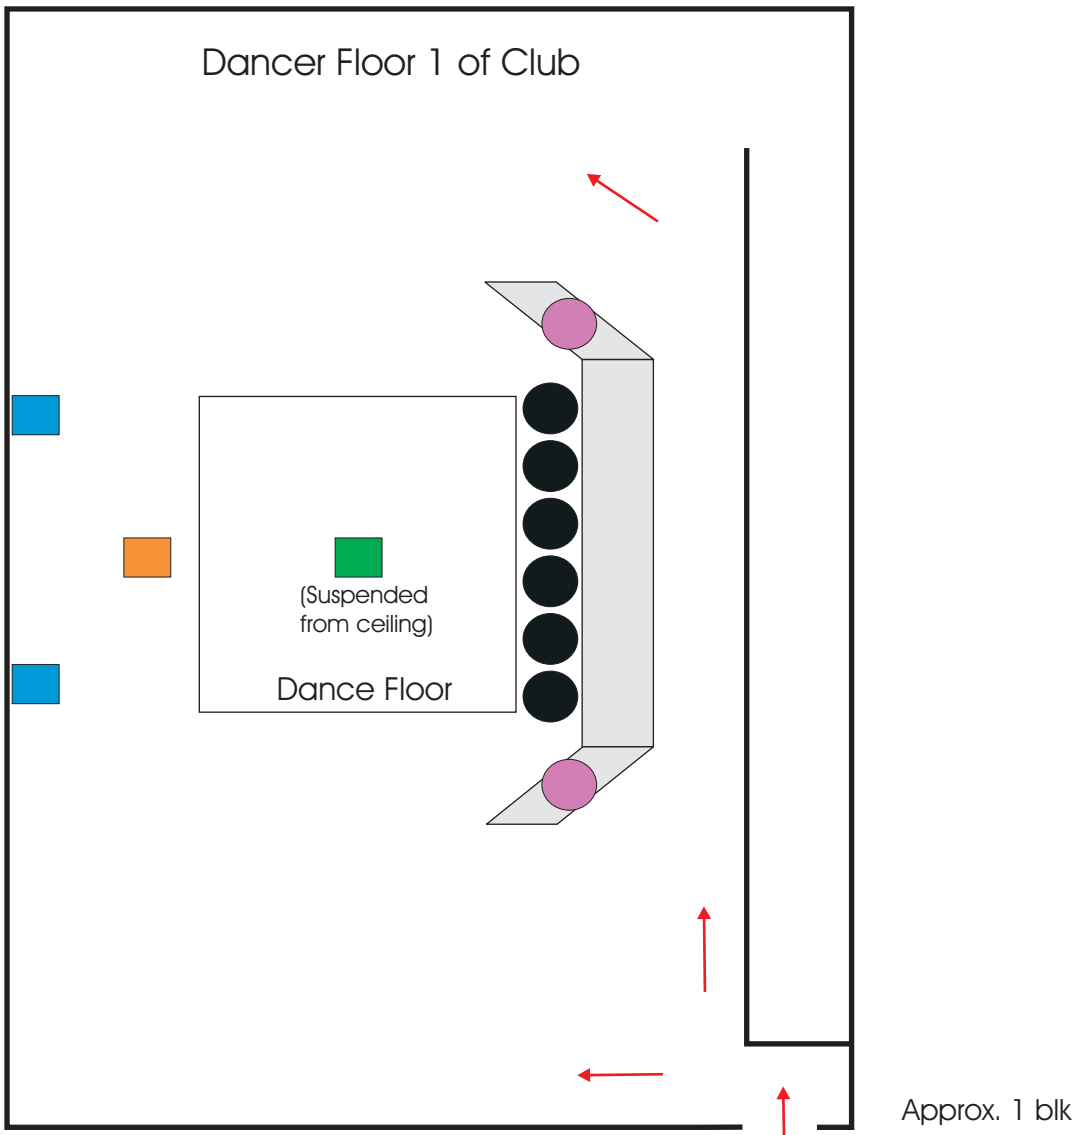 Dancer Floor 1 of Club
(Suspended
from ceiling)
Dance Floor
Approx. 1 blk